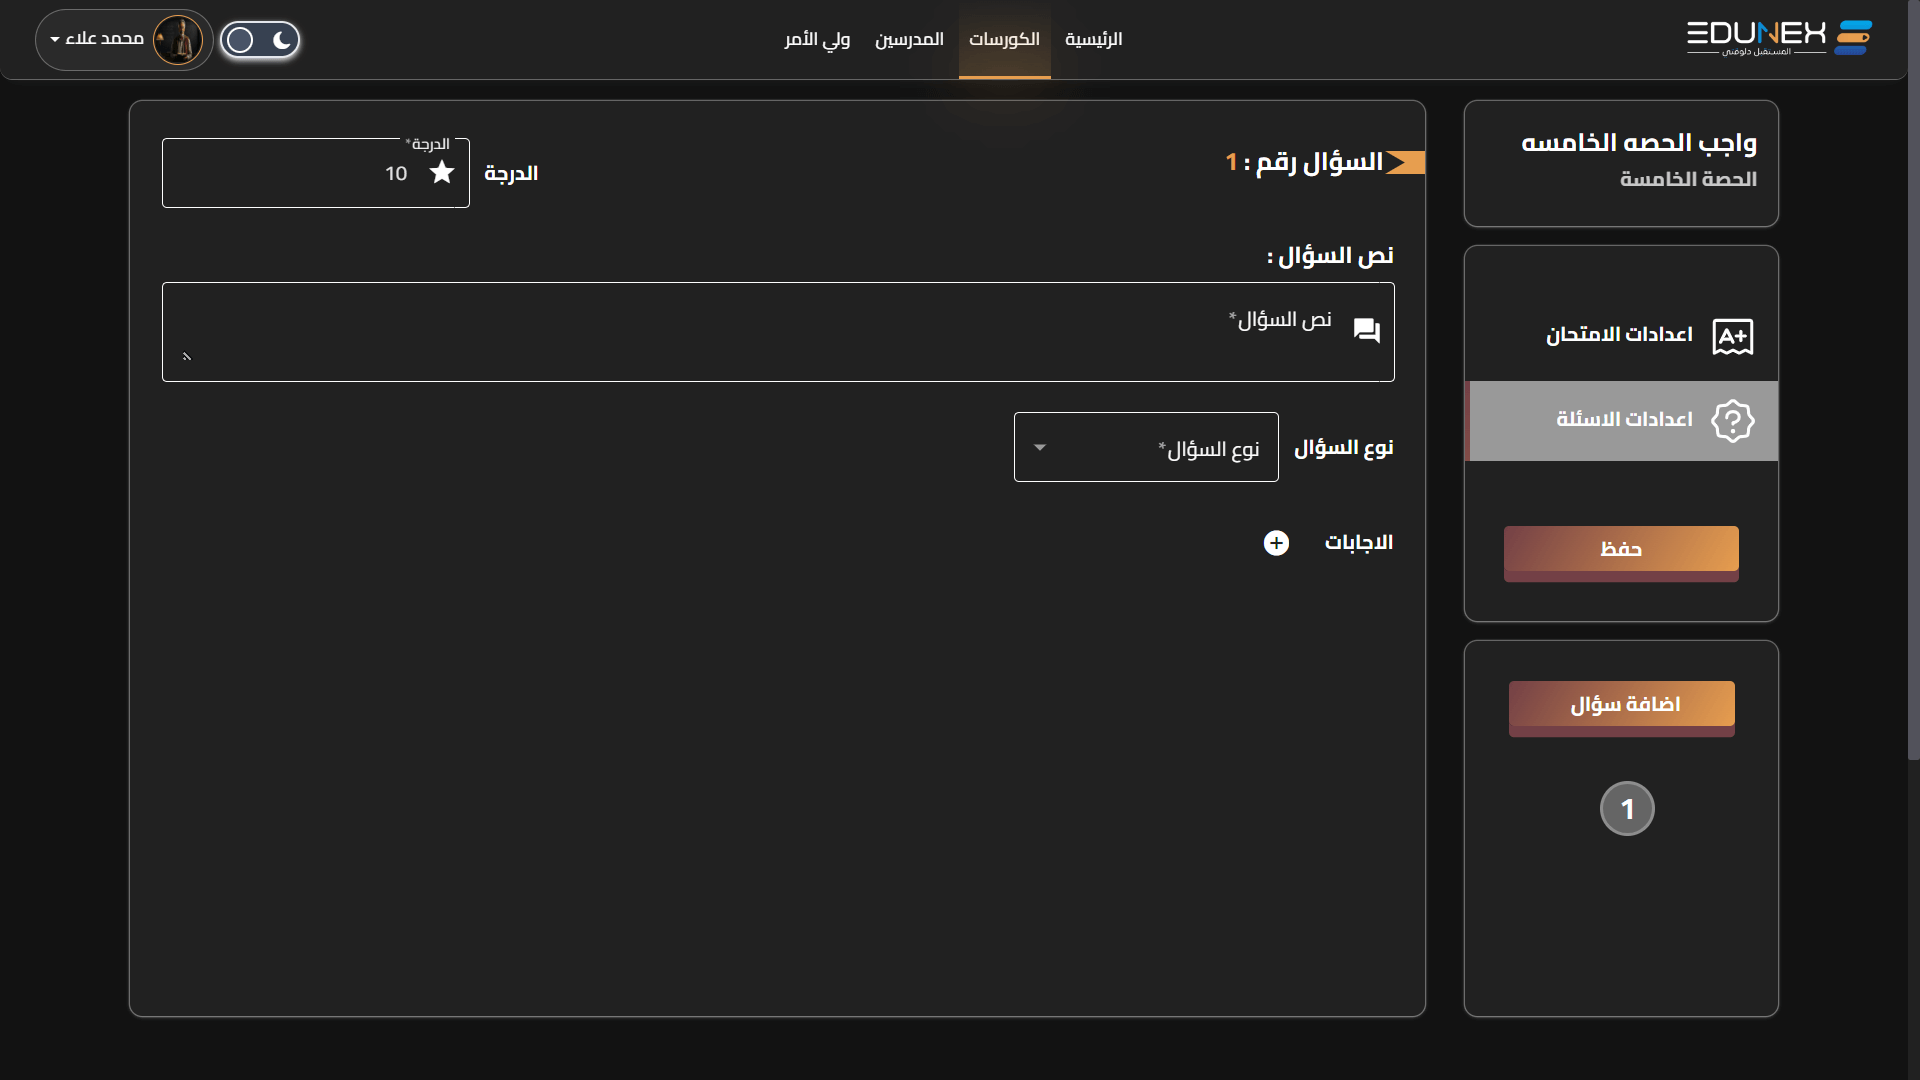 EDUNEX
المستقبل دلوقتي
الرئيسية
الكورسات
المدرسين
ولي الأمر
محمد علاء
واجب الحصه الخامسه
الحصة الخامسة
A+
اعدادات الامتحان
?
اعدادات الاسئلة
حفظ
اضافة سؤال
1
السؤال رقم : 1
الدرجة
الدرجة*
10
نص السؤال :
نص السؤال*
نوع السؤال
نوع السؤال*
الاجابات